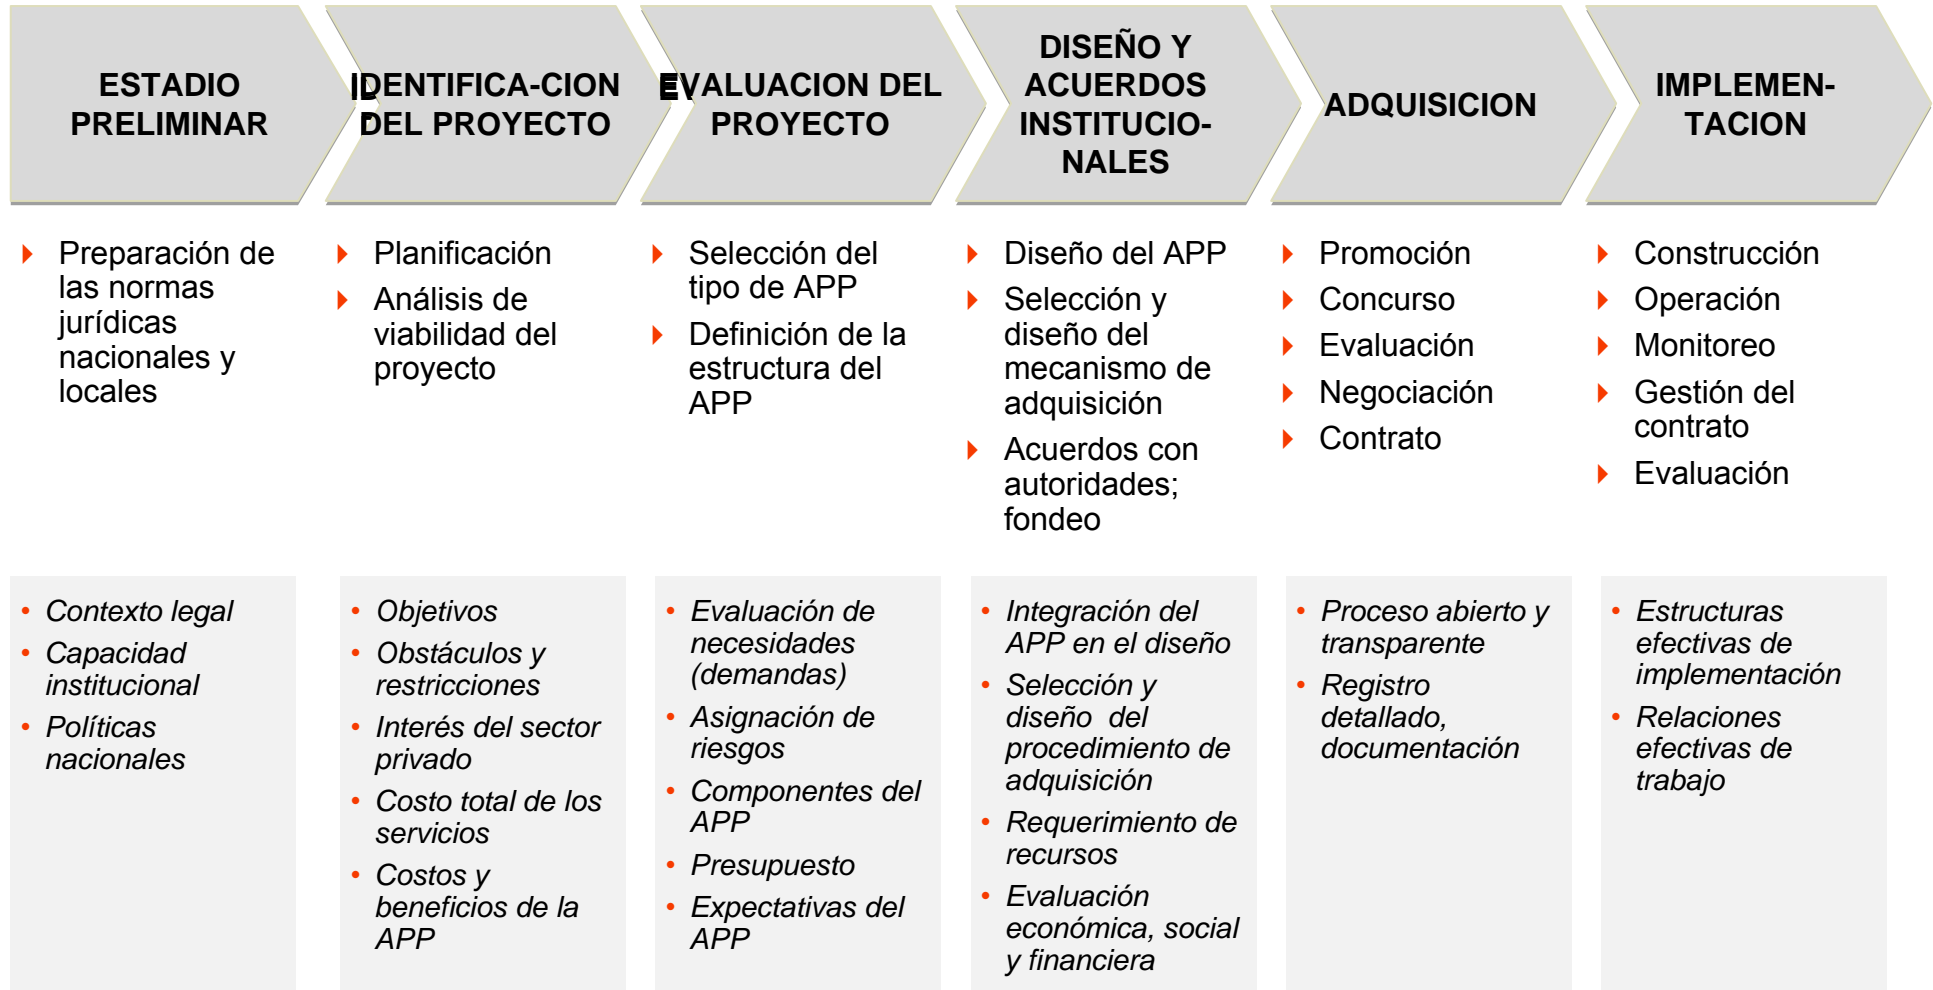 ESTADIO
PRELIMINAR
IDENTIFICA-CION
DEL PROYECTO
EVALUACION DEL
PROYECTO
DISEÑO Y
ACUERDOS
INSTITUCIO-
NALES
ADQUISICION
IMPLEMEN-
TACION
Preparación de
las normas
jurídicas
nacionales y
locales
Planificación
Análisis de
viabilidad del
proyecto
Selección del
tipo de APP
Definición de la
estructura del
APP
Diseño del APP
Selección y
diseño del
mecanismo de
adquisición
Acuerdos con
autoridades;
fondeo
Promoción
Concurso
Evaluación
Negociación
Contrato
Construcción
Operación
Monitoreo
Gestión del
contrato
Evaluación
• Contexto legal
• Capacidad
institucional
• Políticas
nacionales
• Objetivos
• Obstáculos y
restricciones
• Interés del sector
privado
• Costo total de los
servicios
• Costos y
beneficios de la
APP
• Evaluación de
necesidades
(demandas)
• Asignación de
riesgos
• Componentes del
APP
• Presupuesto
• Expectativas del
APP
• Integración del
APP en el diseño
• Selección y
diseño del
procedimiento de
adquisición
• Requerimiento de
recursos
• Evaluación
económica, social
y financiera
• Proceso abierto y
transparente
• Registro
detallado,
documentación
• Estructuras
efectivas de
implementación
• Relaciones
efectivas de
trabajo